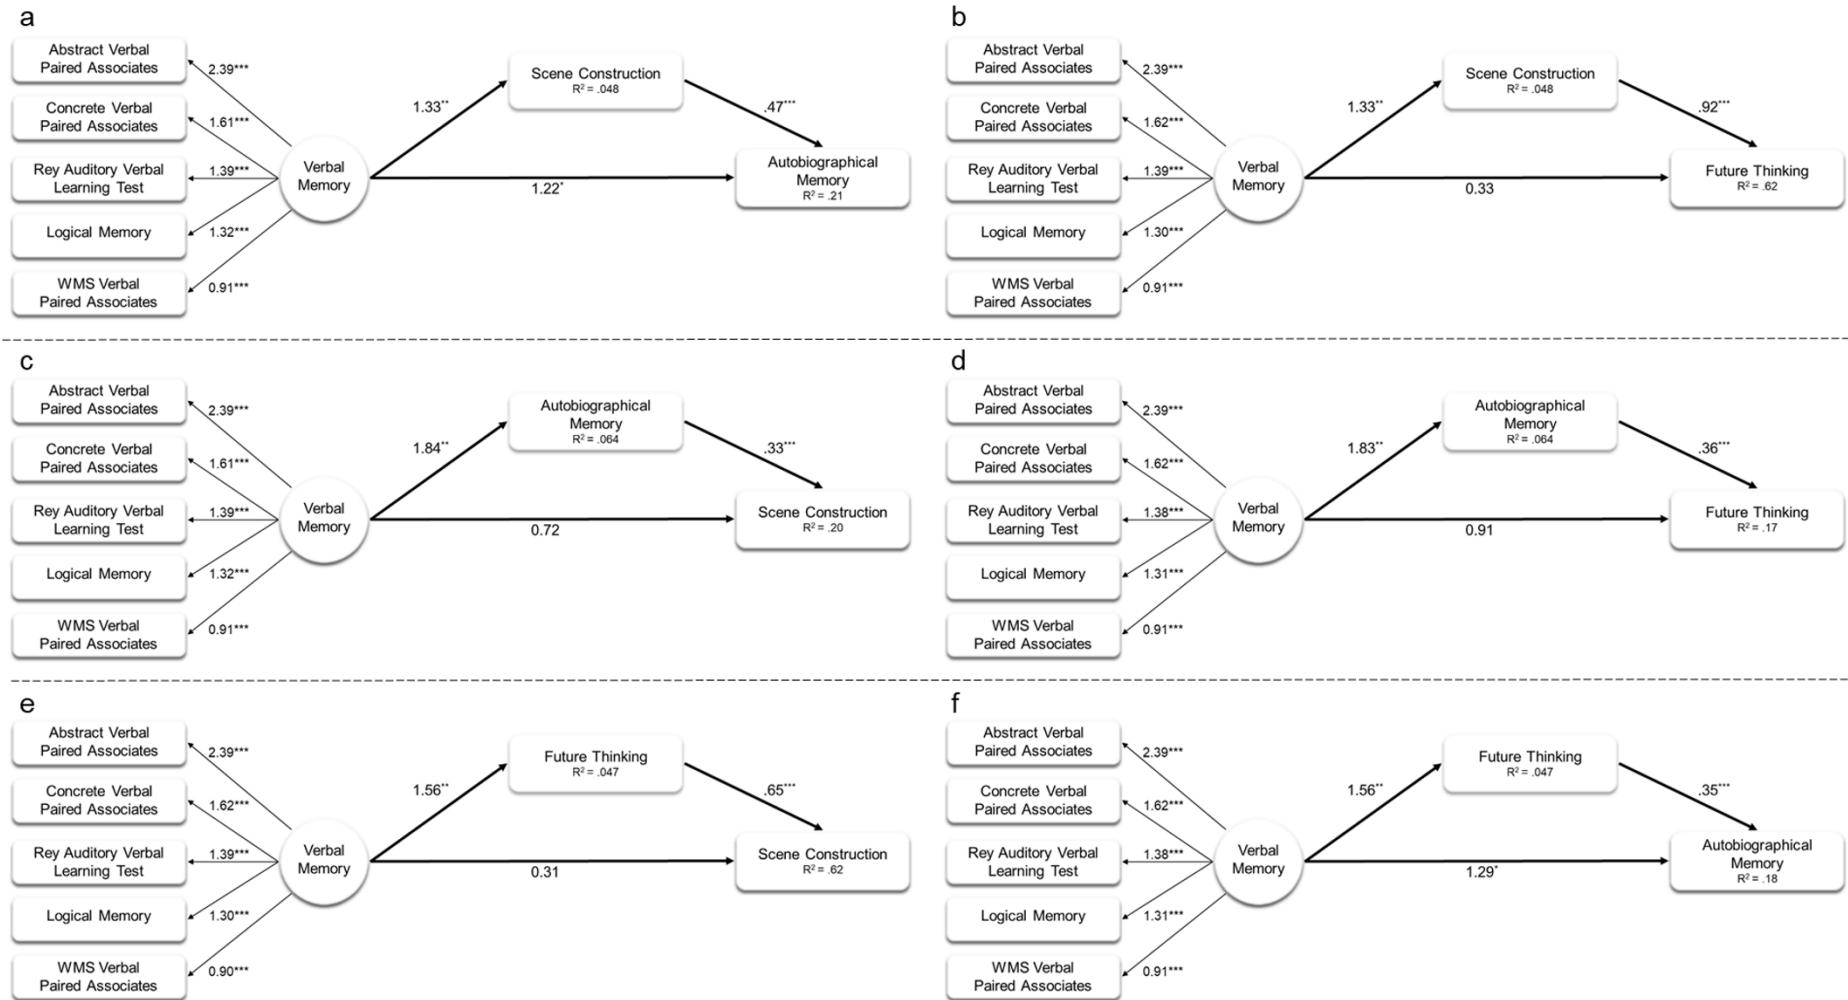 a
Abstract Verbal
Paired Associates
2.39***
Concrete Verbal
Paired Associates
1.61***
Rey Auditory Verbal
Learning Test
1.39***
Logical Memory
1.32***
WMS Verbal
Paired Associates
0.91***
Verbal
Memory
1.33**
Scene Construction
R² = .048
.47***
1.22*
Autobiographical
Memory
R² = .21
b
Abstract Verbal
Paired Associates
2.39***
Concrete Verbal
Paired Associates
1.62***
Rey Auditory Verbal
Learning Test
1.39***
Logical Memory
1.30***
WMS Verbal
Paired Associates
0.91***
Verbal
Memory
1.33**
Scene Construction
R² = .048
.92***
0.33
Future Thinking
R² = .62
c
Abstract Verbal
Paired Associates
2.39***
Concrete Verbal
Paired Associates
1.61***
Rey Auditory Verbal
Learning Test
1.39***
Logical Memory
1.32***
WMS Verbal
Paired Associates
0.91***
Verbal
Memory
1.84**
Autobiographical
Memory
R² = .064
.33***
0.72
Scene Construction
R² = .20
d
Abstract Verbal
Paired Associates
2.39***
Concrete Verbal
Paired Associates
1.62***
Rey Auditory Verbal
Learning Test
1.38***
Logical Memory
1.31***
WMS Verbal
Paired Associates
0.91***
Verbal
Memory
1.83**
Autobiographical
Memory
R² = .064
.36***
0.91
Future Thinking
R² = .17
e
Abstract Verbal
Paired Associates
2.39***
Concrete Verbal
Paired Associates
1.62***
Rey Auditory Verbal
Learning Test
1.39***
Logical Memory
1.30***
WMS Verbal
Paired Associates
0.90***
Verbal
Memory
1.56**
Future Thinking
R² = .047
.65***
0.31
Scene Construction
R² = .62
f
Abstract Verbal
Paired Associates
2.39***
Concrete Verbal
Paired Associates
1.62***
Rey Auditory Verbal
Learning Test
1.38***
Logical Memory
1.31***
WMS Verbal
Paired Associates
0.91***
Verbal
Memory
1.56**
Future Thinking
R² = .047
.35***
1.29*
Autobiographical
Memory
R² = .18